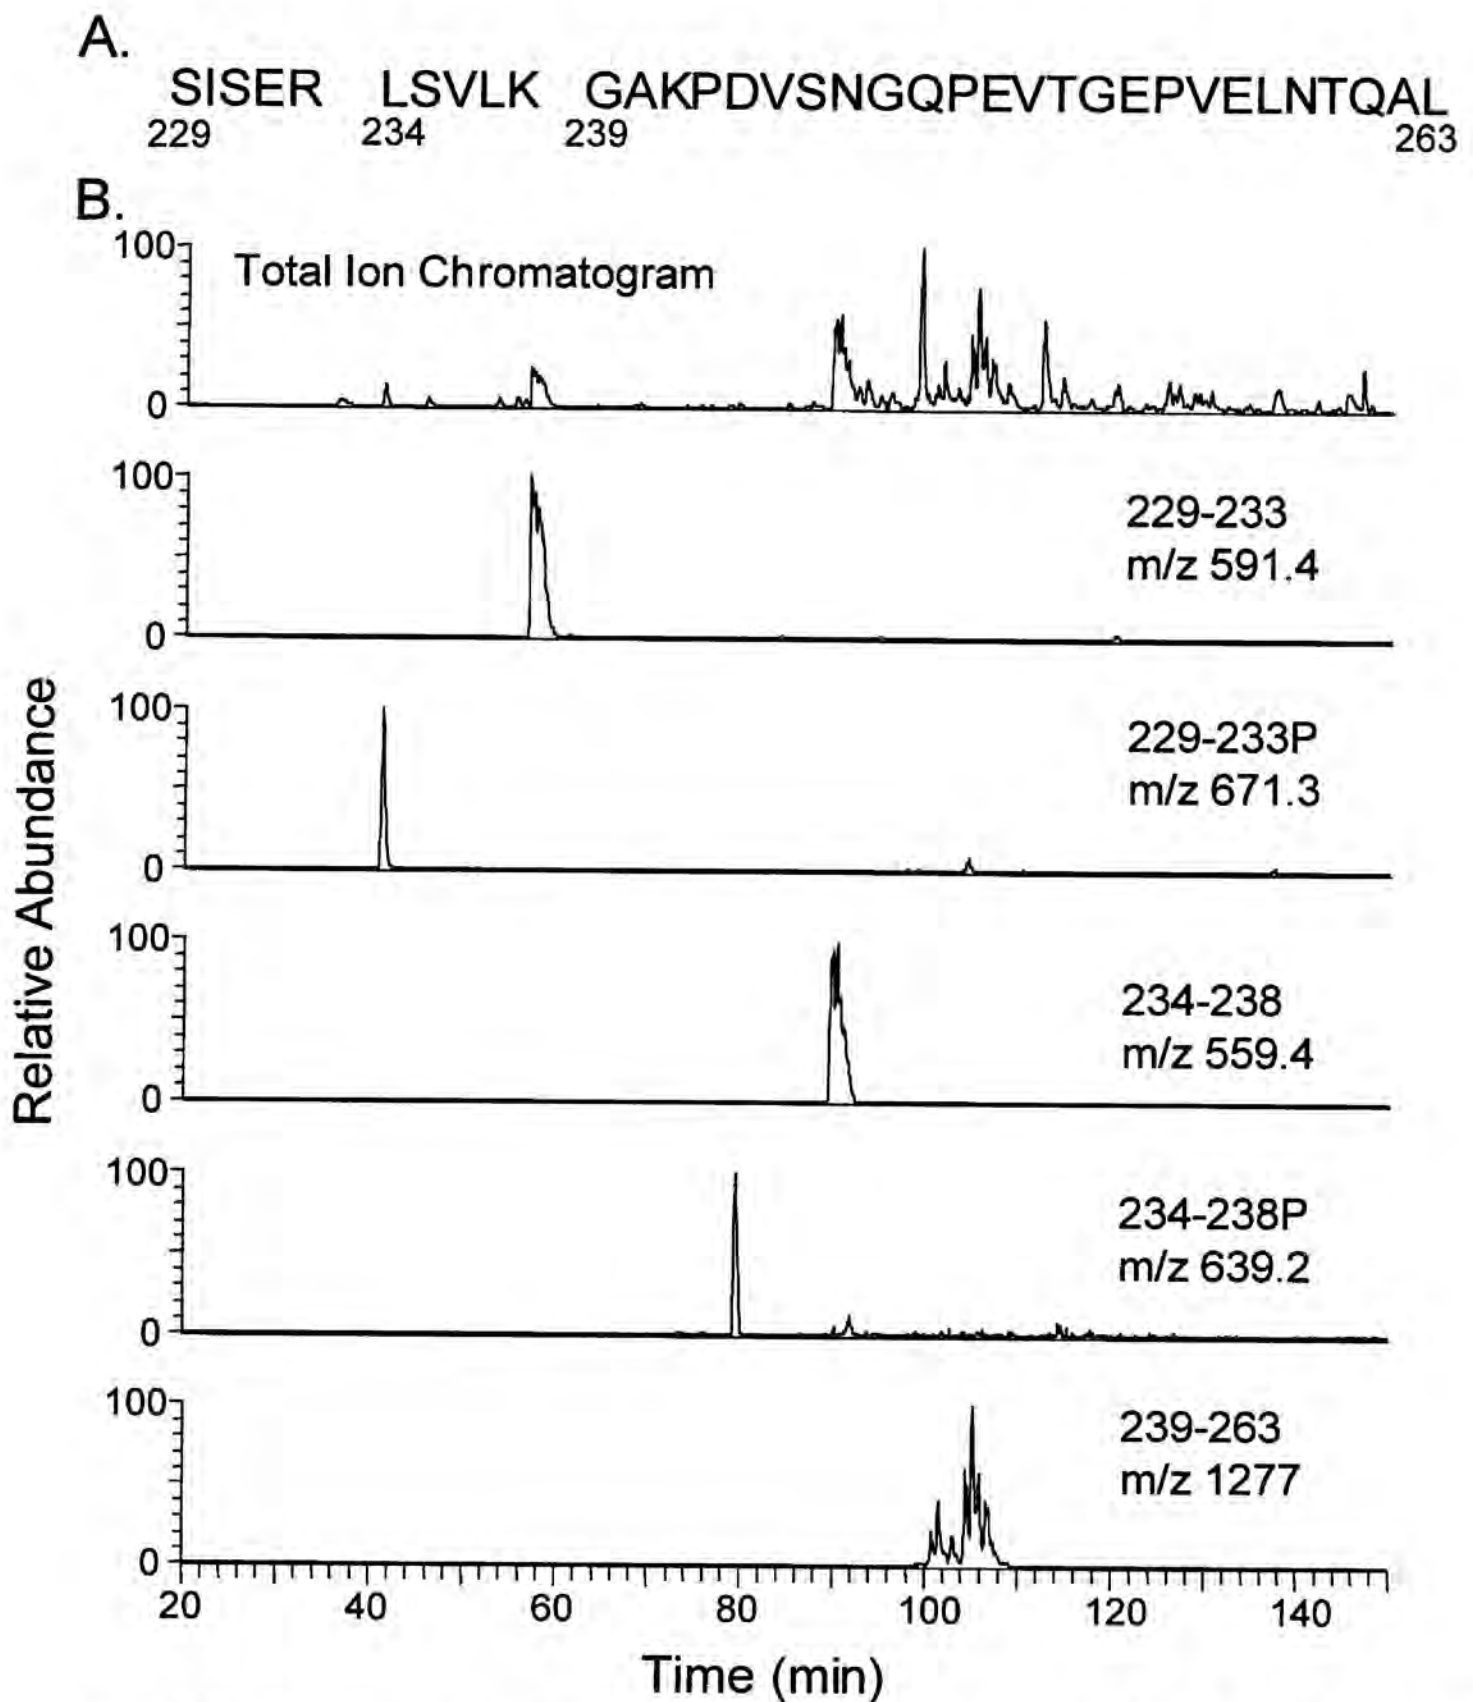 A.
SISER LSVLK GAKPDVSNGQPEVTGEPVELNTQAL
229 234 239 263
B.
100
Total Ion Chromatogram
0
100
229-233
m/z 591.4
0
100
229-233P
m/z 671.3
0
Relative Abundance
100
234-238
m/z 559.4
0
100
234-238P
m/z 639.2
0
100
239-263
m/z 1277
0
20 40 60 80 100 120 140
Time (min)